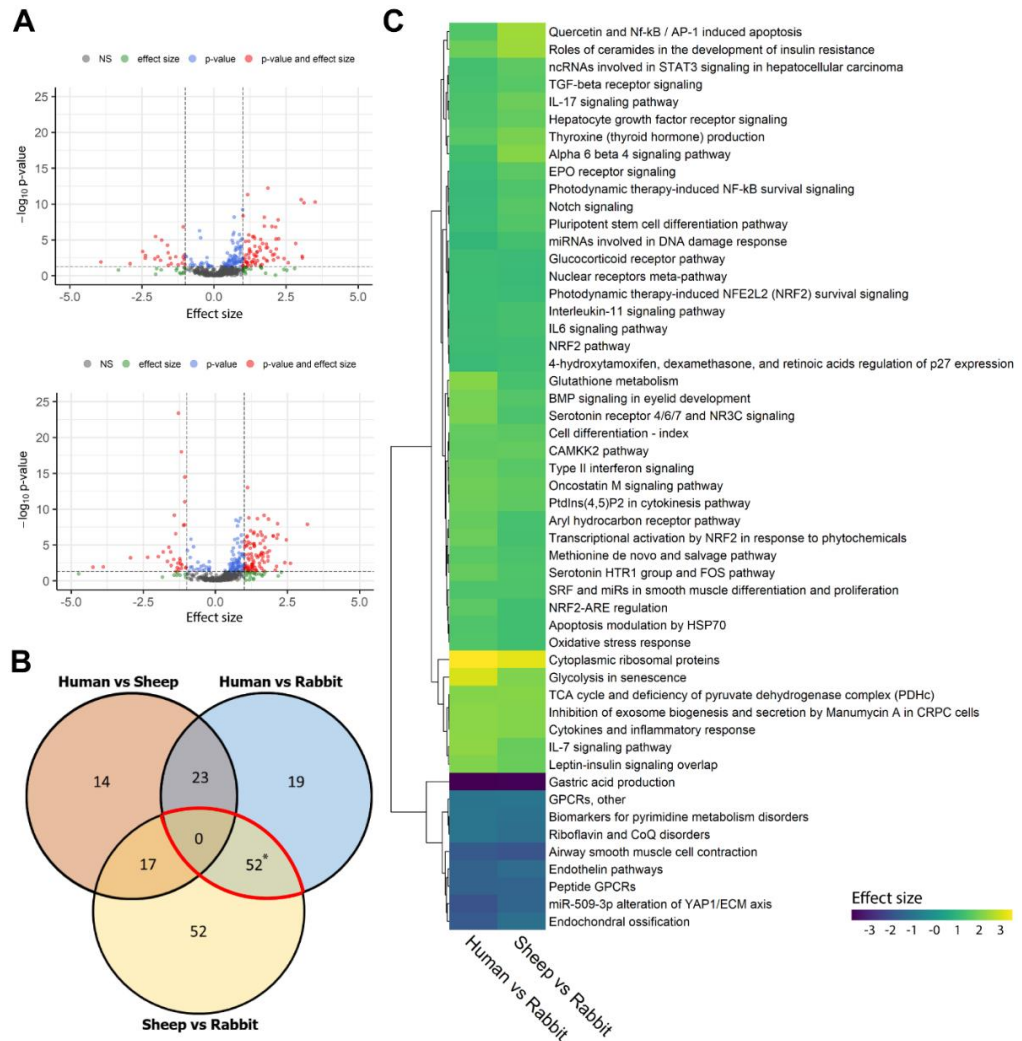 A
NS effect size p-value p-value and effect size
25
20
15
10
5
0
− log10 p-value
-5.0 -2.5 0.0 2.5 5.0
Effect size
NS effect size p-value p-value and effect size
25
20
15
10
5
0
− log10 p-value
-5.0 -2.5 0.0 2.5 5.0
Effect size
B
Human vs Sheep
Human vs Rabbit
14
23
19
0
17
52*
52
Sheep vs Rabbit
C
Quercetin and Nf-kB / AP-1 induced apoptosis
Roles of ceramides in the development of insulin resistance
ncRNAs involved in STAT3 signaling in hepatocellular carcinoma
TGF-beta receptor signaling
IL-17 signaling pathway
Hepatocyte growth factor receptor signaling
Thyroxine (thyroid hormone) production
Alpha 6 beta 4 signaling pathway
EPO receptor signaling
Photodynamic therapy-induced NF-kB survival signaling
Notch signaling
Pluripotent stem cell differentiation pathway
miRNAs involved in DNA damage response
Glucocorticoid receptor pathway
Nuclear receptors meta-pathway
Photodynamic therapy-induced NFE2L2 (NRF2) survival signaling
Interleukin-11 signaling pathway
IL6 signaling pathway
NRF2 pathway
4-hydroxytamoxifen, dexamethasone, and retinoic acids regulation of p27 expression
Glutathione metabolism
BMP signaling in eyelid development
Serotonin receptor 4/6/7 and NR3C signaling
Cell differentiation - index
CAMKK2 pathway
Type II interferon signaling
Oncostatin M signaling pathway
PtdIns(4,5)P2 in cytokinesis pathway
Aryl hydrocarbon receptor pathway
Transcriptional activation by NRF2 in response to phytochemicals
Methionine de novo and salvage pathway
Serotonin HTR1 group and FOS pathway
SRF and miRs in smooth muscle differentiation and proliferation
NRF2-ARE regulation
Apoptosis modulation by HSP70
Oxidative stress response
Cytoplasmic ribosomal proteins
Glycolysis in senescence
TCA cycle and deficiency of pyruvate dehydrogenase complex (PDHc)
Inhibition of exosome biogenesis and secretion by Manumycin A in CRPC cells
Cytokines and inflammatory response
IL-7 signaling pathway
Leptin-insulin signaling overlap
Gastric acid production
GPCRs, other
Biomarkers for pyrimidine metabolism disorders
Riboflavin and CoQ disorders
Airway smooth muscle cell contraction
Endothelin pathways
Peptide GPCRs
miR-509-3p alteration of YAP1/ECM axis
Endochondral ossification
Human vs Rabbit
Sheep vs Rabbit
Effect size
-3 -2 -1 -0 1 2 3